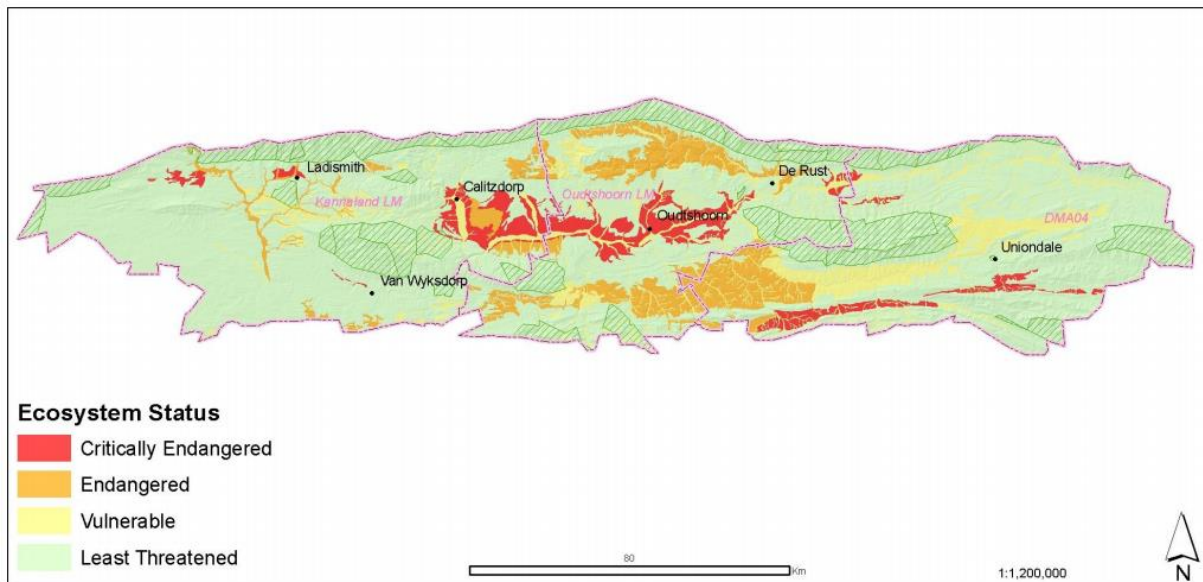 Ladismith
De Rust
Calitzdorp
Oudtshoorn LM
Kannaland LM
DMA04
Oudtshoorn
Uniondale
Van Wyksdorp
Ecosystem Status
Critically Endangered
Endangered
Vulnerable
Least Threatened
80
Km
1:1,200,000
N